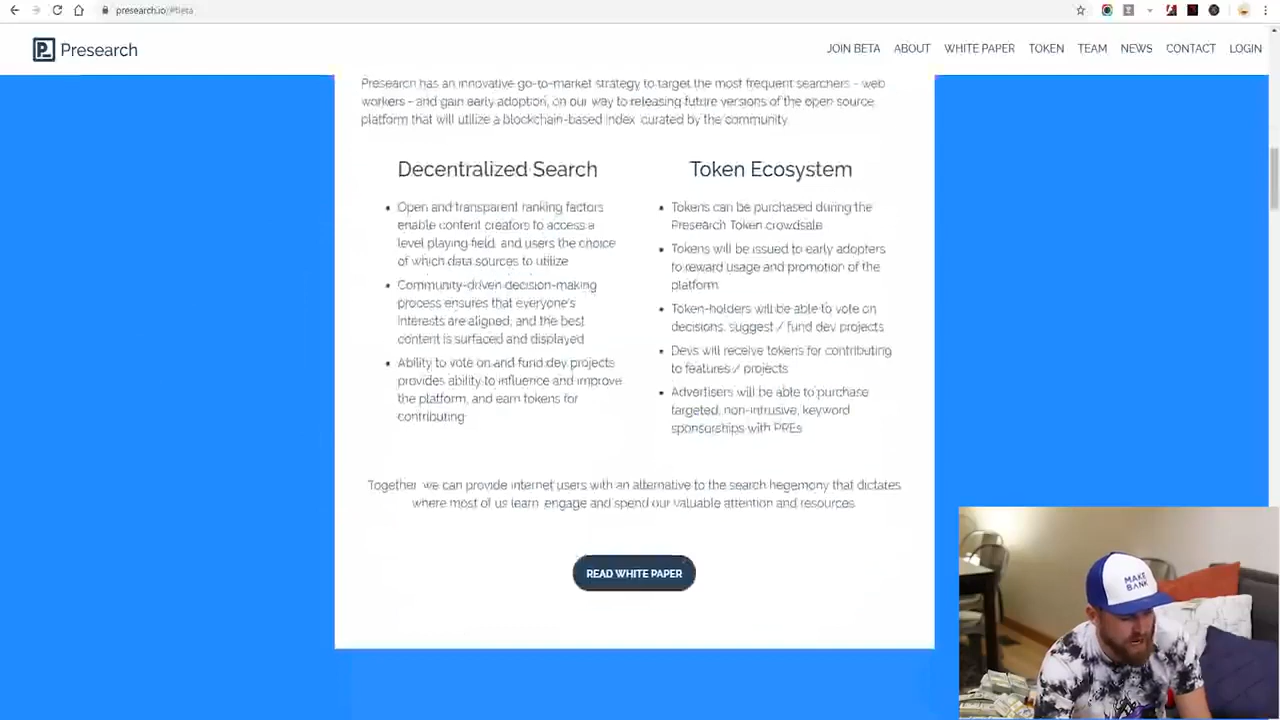 presearch.io/#beta
Presearch
JOIN BETA ABOUT WHITE PAPER TOKEN TEAM NEWS CONTACT LOGIN
Presearch has an innovative go-to-market strategy to target the most frequent searchers - web
workers - and gain early adoption, on our way to releasing future versions of the open source
platform that will utilize a blockchain-based index curated by the community.
Decentralized Search
Open and transparent ranking factors
enable content creators to access a
level playing field, and users the choice
of which data sources to utilize
Community-driven decision-making
process ensures that everyone's
interests are aligned, and the best
content is surfaced and displayed
Ability to vote on and fund dev projects
provides ability to influence and improve
the platform, and earn tokens for
contributing
Token Ecosystem
Tokens can be purchased during the
Presearch Token crowdsale
Tokens will be issued to early adopters
to reward usage and promotion of the
platform
Token-holders will be able to vote on
decisions, suggest / fund dev projects
Devs will receive tokens for contributing
to features / projects
Advertisers will be able to purchase
targeted, non-intrusive, keyword
sponsorships with PREs
Together we can provide internet users with an alternative to the search hegemony that dictates
where most of us learn, engage and spend our valuable attention and resources.
READ WHITE PAPER
MAKE
BANK